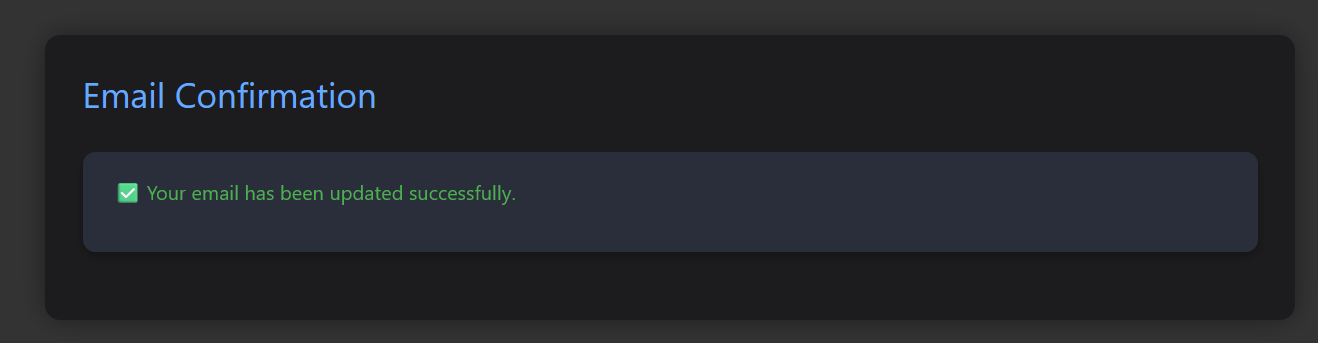 Email Confirmation
✅ Your email has been updated successfully.